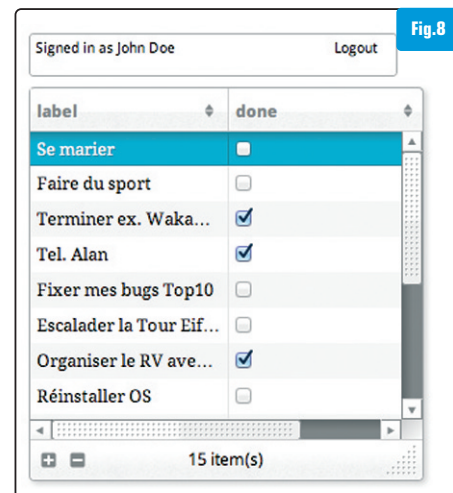 Fig.8
Signed in as John Doe Logout
label done
Se marier
Faire du sport
Terminer ex. Waka...
Tel. Alan
Fixer mes bugs Top10
Escalader la Tour Eif...
Organiser le RV ave...
Réinstaller OS
15 item(s)